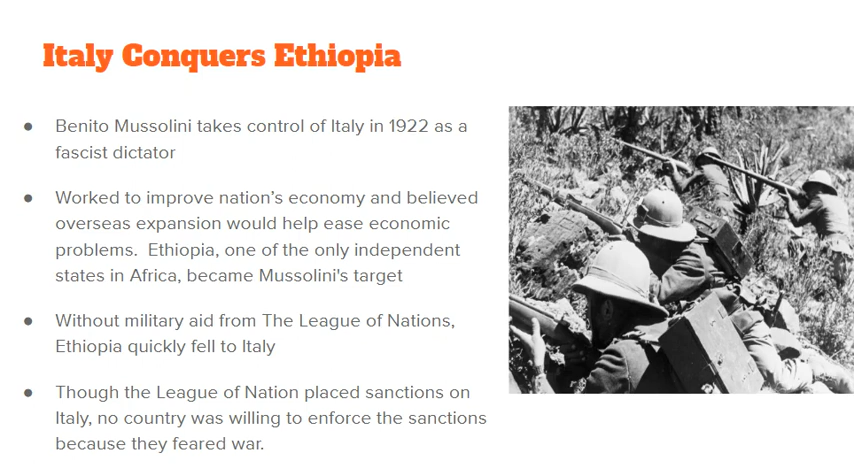 Italy Conquers Ethiopia
● Benito Mussolini takes control of Italy in 1922 as a
fascist dictator
● Worked to improve nation’s economy and believed
overseas expansion would help ease economic
problems.  Ethiopia, one of the only independent
states in Africa, became Mussolini's target
● Without military aid from The League of Nations,
Ethiopia quickly fell to Italy
● Though the League of Nation placed sanctions on
Italy, no country was willing to enforce the sanctions
because they feared war.